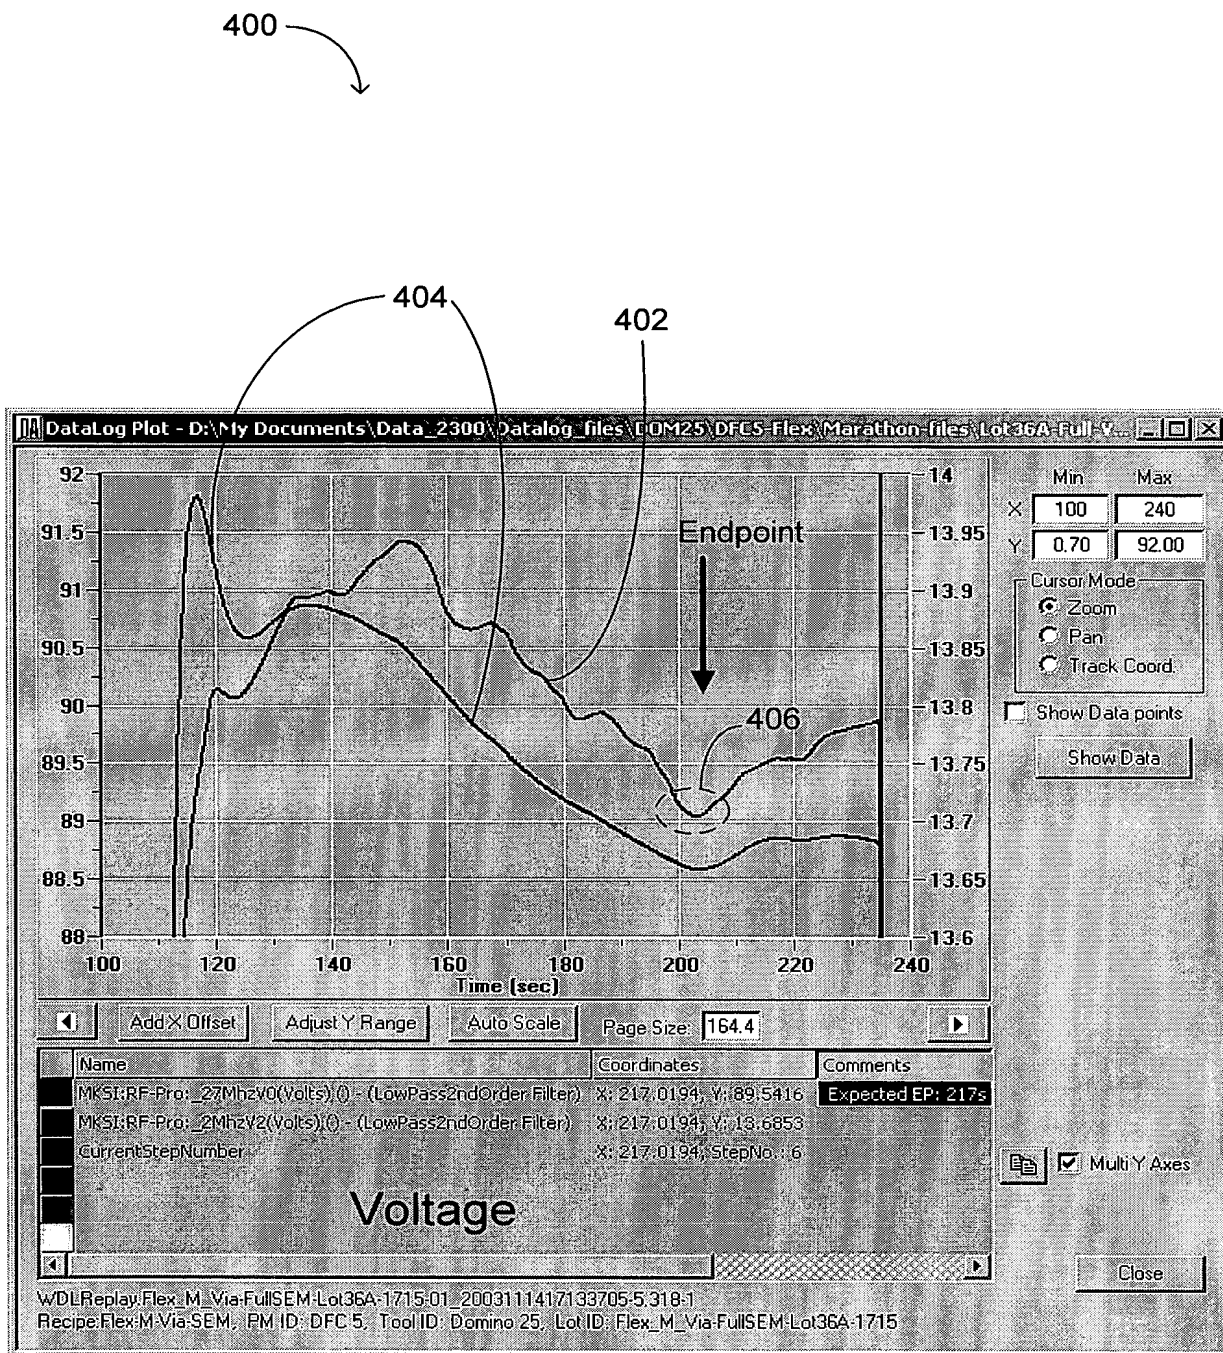 400
404
402
DataLog Plot - D:\My Documents\Data_2300\Datalog_files\DOM25\DFC5-Flex\Marathon-files\Lot36A-Full-V...
92
91.5
91
90.5
90
89.5
89
88.5
88
14
13.95
13.9
13.85
13.8
13.75
13.7
13.65
13.6
Endpoint
406
100 120 140 160 180 200 220 240
Time (sec)
Min Max
X 100 240
Y 0.70 92.00
Cursor Mode
Zoom
Pan
Track Coord.
Show Data points
Show Data
Add X Offset Adjust Y Range Auto Scale Page Size: 164.4
Name Coordinates Comments
MKSI:RF-Pro:_27MhzV0(Volts)() - (LowPass2ndOrder Filter) X: 217.0194, Y: 89.5416 Expected EP: 217s
MKSI:RF-Pro:_2MhzV2(Volts)() - (LowPass2ndOrder Filter) X: 217.0194, Y: 13.6853
CurrentStepNumber X: 217.0194, StepNo.: 6
Voltage
Multi Y Axes
Close
WDLReplay.Flex_M_Via-FullSEM-Lot36A-1715-01_2003111417133705-5,318-1
Recipe:Flex-M-Via-SEM, PM ID: DFC 5, Tool ID: Domino 25, Lot ID: Flex_M_Via-FullSEM-Lot36A-1715